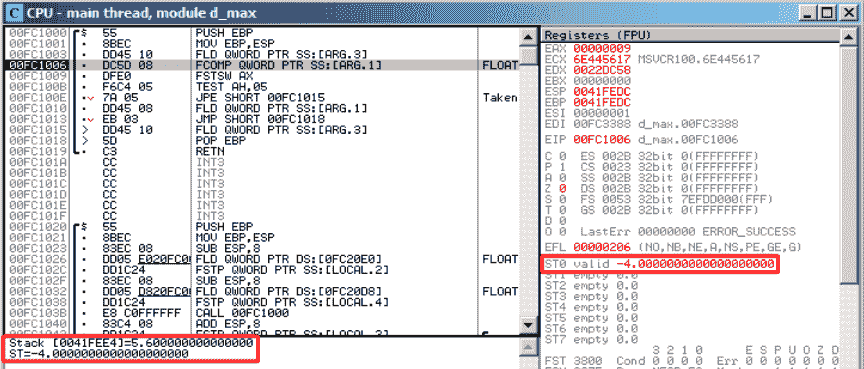 C CPU - main thread, module d_max
00FC1000 $ 55 PUSH EBP
00FC1001 . 8BEC MOV EBP,ESP
00FC1003 . DD45 10 FLD QWORD PTR SS:[ARG.3]
00FC1006 . DC5D 08 FCOMP QWORD PTR SS:[ARG.1] FLOAT
00FC1009 . DFE0 FSTSW AX
00FC100B . F6C4 05 TEST AH,05
00FC100E . 7A 05 JPE SHORT 00FC1015 Taken
00FC1010 . DD45 08 FLD QWORD PTR SS:[ARG.1]
00FC1013 . EB 03 JMP SHORT 00FC1018
00FC1015 > DD45 10 FLD QWORD PTR SS:[ARG.3]
00FC1018 > 5D POP EBP
00FC1019 . C3 RETN
00FC101A CC INT3
00FC101B CC INT3
00FC101C CC INT3
00FC101D CC INT3
00FC101E CC INT3
00FC101F CC INT3
00FC1020 $ 55 PUSH EBP
00FC1021 . 8BEC MOV EBP,ESP
00FC1023 . 83EC 08 SUB ESP,8
00FC1026 . DD05 E020FC00 FLD QWORD PTR DS:[0FC20E0] FLOAT
00FC102C . DD1C24 FSTP QWORD PTR SS:[LOCAL.2]
00FC102F . 83EC 08 SUB ESP,8
00FC1032 . DD05 D820FC00 FLD QWORD PTR DS:[0FC20D8] FLOAT
00FC1038 . DD1C24 FSTP QWORD PTR SS:[LOCAL.4]
00FC103B . E8 C0FFFFFF CALL 00FC1000
00FC1040 . 83C4 08 ADD ESP,8
Stack [0041FEE4]=5.600000000000000
ST=-4.0000000000000000000
Registers (FPU)
EAX 00000009
ECX 6E445617 MSVCR100.6E445617
EDX 0022DC58
EBX 00000000
ESP 0041FEDC
EBP 0041FEDC
ESI 00000001
EDI 00FC3388 d_max.00FC3388
EIP 00FC1006 d_max.00FC1006
C 0 ES 002B 32bit 0(FFFFFFFF)
P 1 CS 0023 32bit 0(FFFFFFFF)
A 0 SS 002B 32bit 0(FFFFFFFF)
Z 0 DS 002B 32bit 0(FFFFFFFF)
S 0 FS 0053 32bit 7EFDD000(FFF)
T 0 GS 002B 32bit 0(FFFFFFFF)
D 0
O 0 LastErr 00000000 ERROR_SUCCESS
EFL 00000206 (NO,NB,NE,A,NS,PE,GE,G)
ST0 valid -4.0000000000000000000
ST1 empty 0.0
ST2 empty 0.0
ST3 empty 0.0
ST4 empty 0.0
ST5 empty 0.0
ST6 empty 0.0
ST7 empty 0.0
3 2 1 0 E S P U O Z D
FST 3800 Cond 0 0 0 0 Err 0 0 0 0 0 0 0